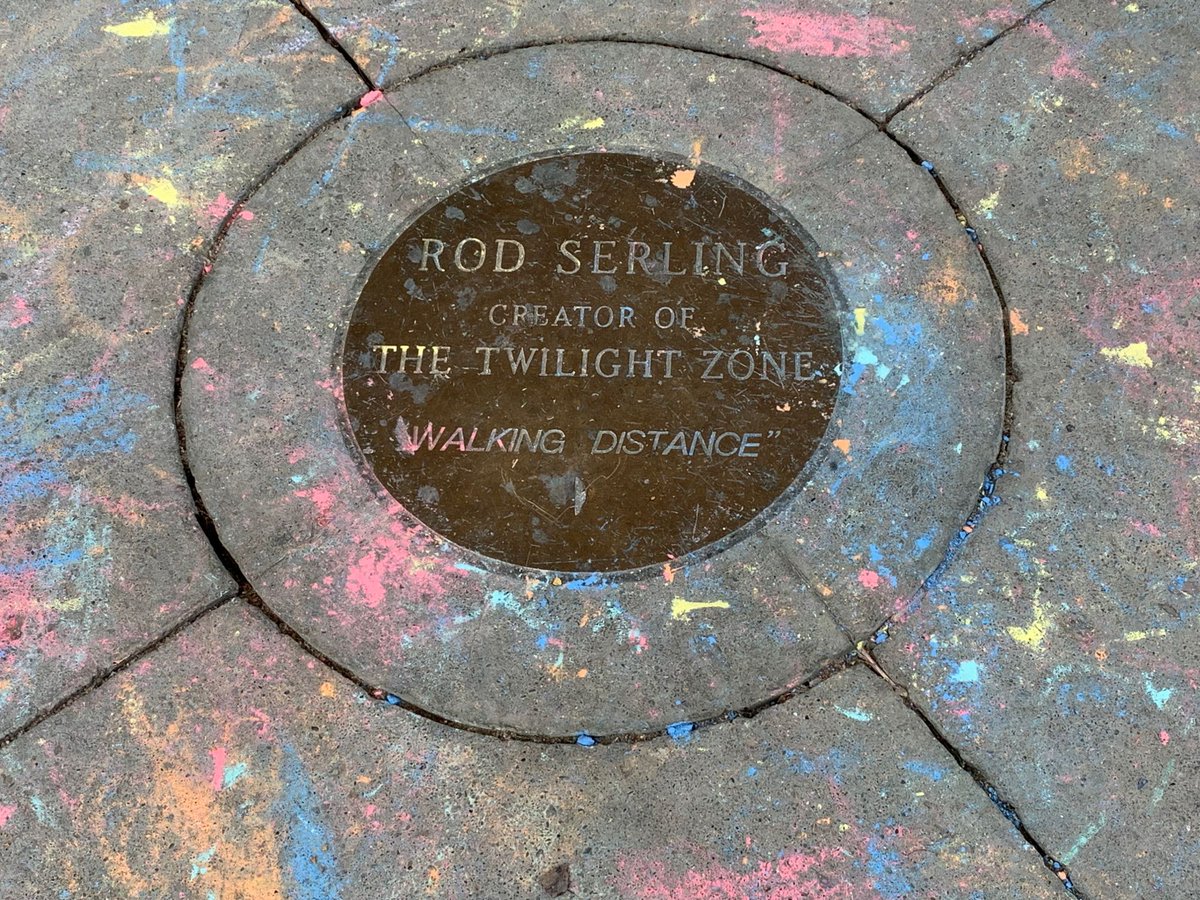 ROD SERLING
CREATOR OF
THE TWILIGHT ZONE
"WALKING DISTANCE"